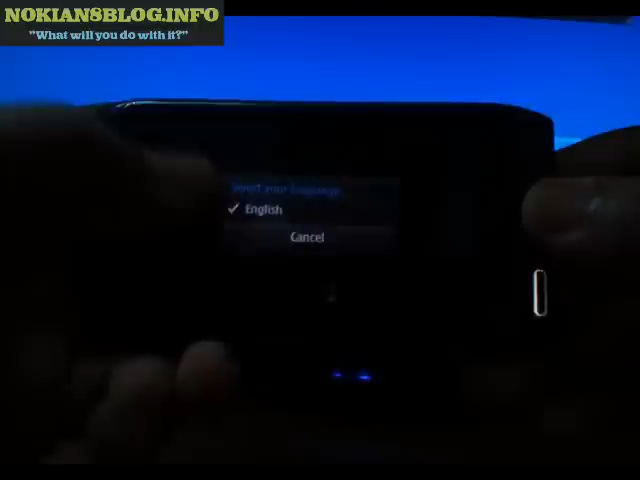 NOKIAN8BLOG.INFO
"What will you do with it?"
Select your language
English
Cancel